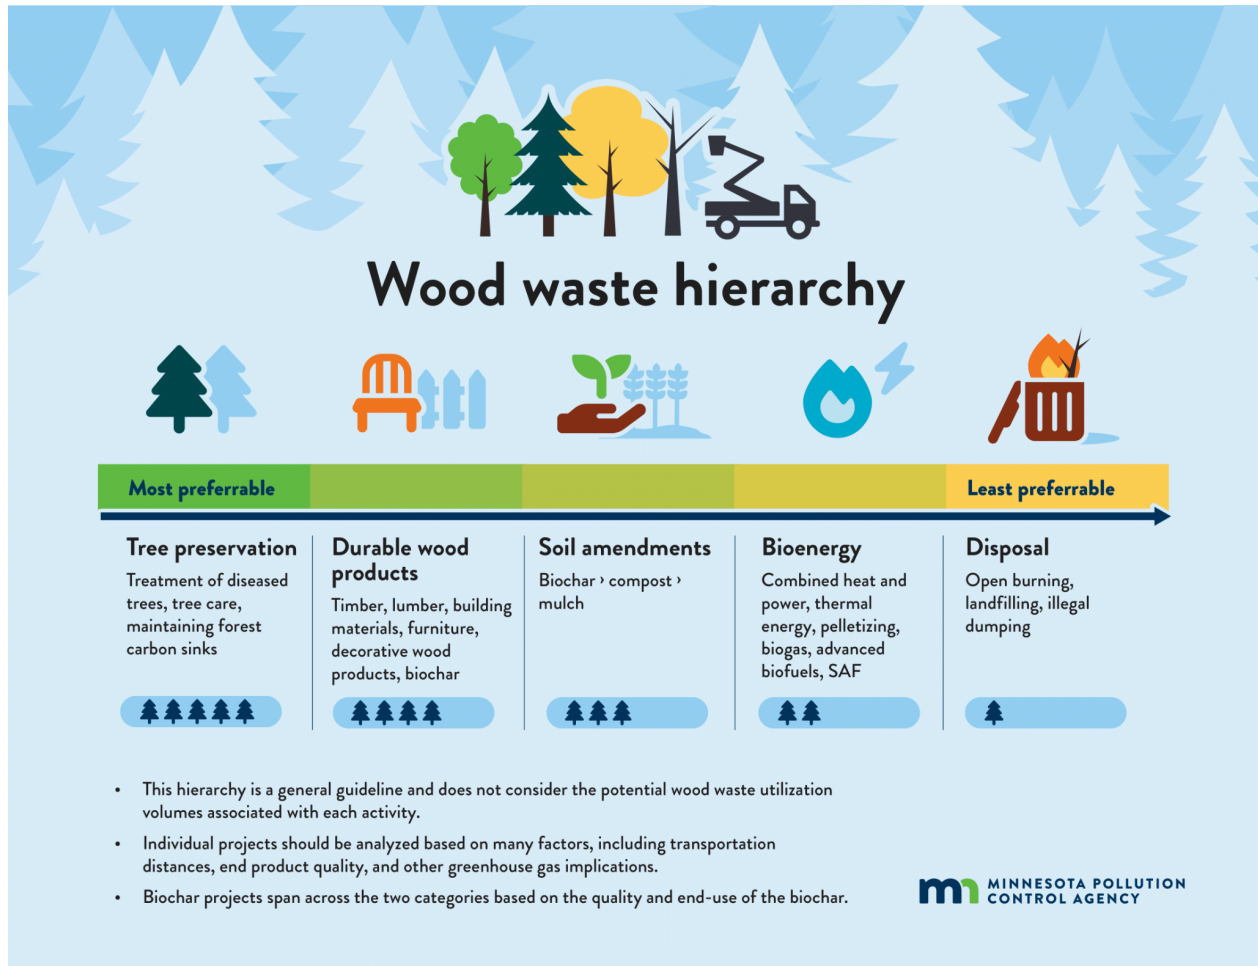 Wood waste hierarchy
Most preferrable
Least preferrable
Tree preservation
Treatment of diseased
trees, tree care,
maintaining forest
carbon sinks
Durable wood
products
Timber, lumber, building
materials, furniture,
decorative wood
products, biochar
Soil amendments
Biochar › compost ›
mulch
Bioenergy
Combined heat and
power, thermal
energy, pelletizing,
biogas, advanced
biofuels, SAF
Disposal
Open burning,
landfilling, illegal
dumping
• This hierarchy is a general guideline and does not consider the potential wood waste utilization
volumes associated with each activity.
• Individual projects should be analyzed based on many factors, including transportation
distances, end product quality, and other greenhouse gas implications.
• Biochar projects span across the two categories based on the quality and end-use of the biochar.
mn MINNESOTA POLLUTION
CONTROL AGENCY